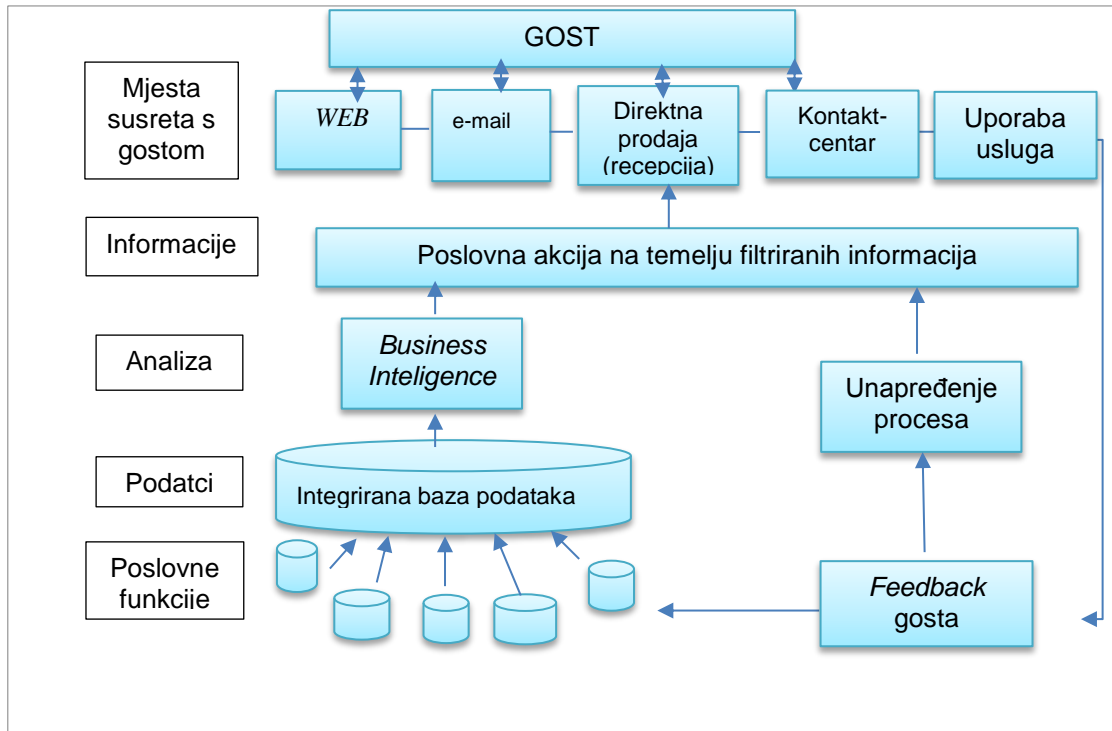 GOST
Mjesta
susreta s
gostom
WEB
e-mail
Direktna
prodaja
(recepcija)
Kontakt-
centar
Uporaba
usluga
Informacije
Poslovna akcija na temelju filtriranih informacija
Analiza
Business
Inteligence
Unapređenje
procesa
Podatci
Integrirana baza podataka
Poslovne
funkcije
Feedback
gosta